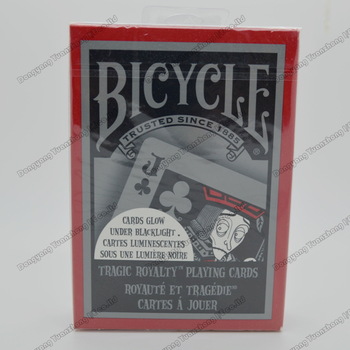 BICYCLE
TRUSTED SINCE 1885
J
CARDS GLOW
UNDER BLACKLIGHT.
CARTES LUMINESCENTES
SOUS UNE LUMIÈRE NOIRE
TRAGIC ROYALTY™ PLAYING CARDS
ROYAUTÉ ET TRAGÉDIE™
CARTES À JOUER